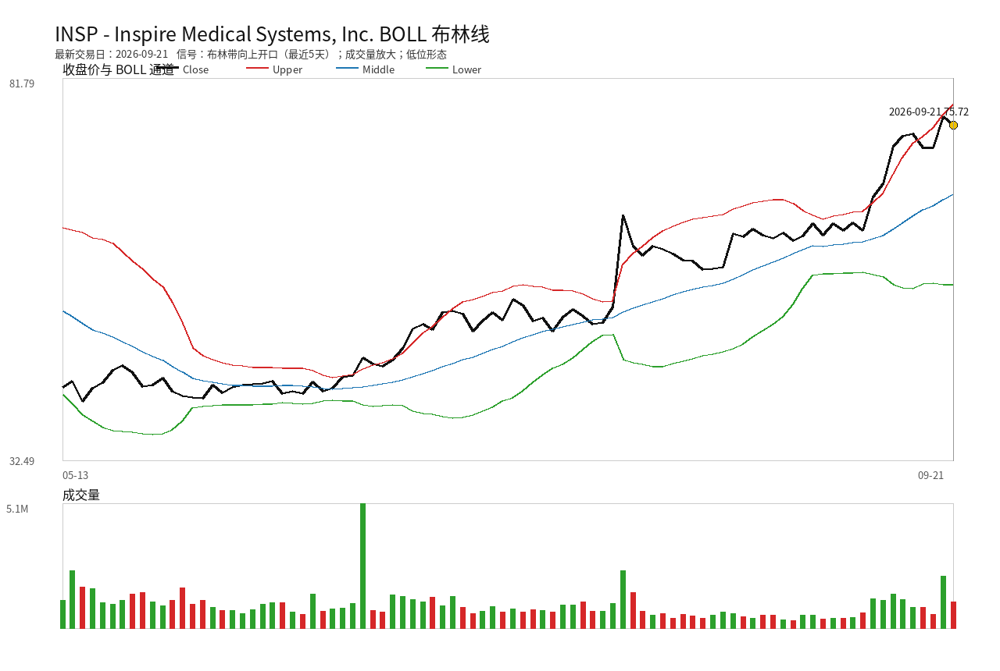 INSP - Inspire Medical Systems, Inc. BOLL 布林线
最新交易日：2026-09-21 信号：布林带向上开口（最近5天）；成交量放大；低位形态
收盘价与 BOLL 通道 Close Upper Middle Lower
81.79
2026-09-21 75.72
32.49
05-13 09-21
成交量
5.1M